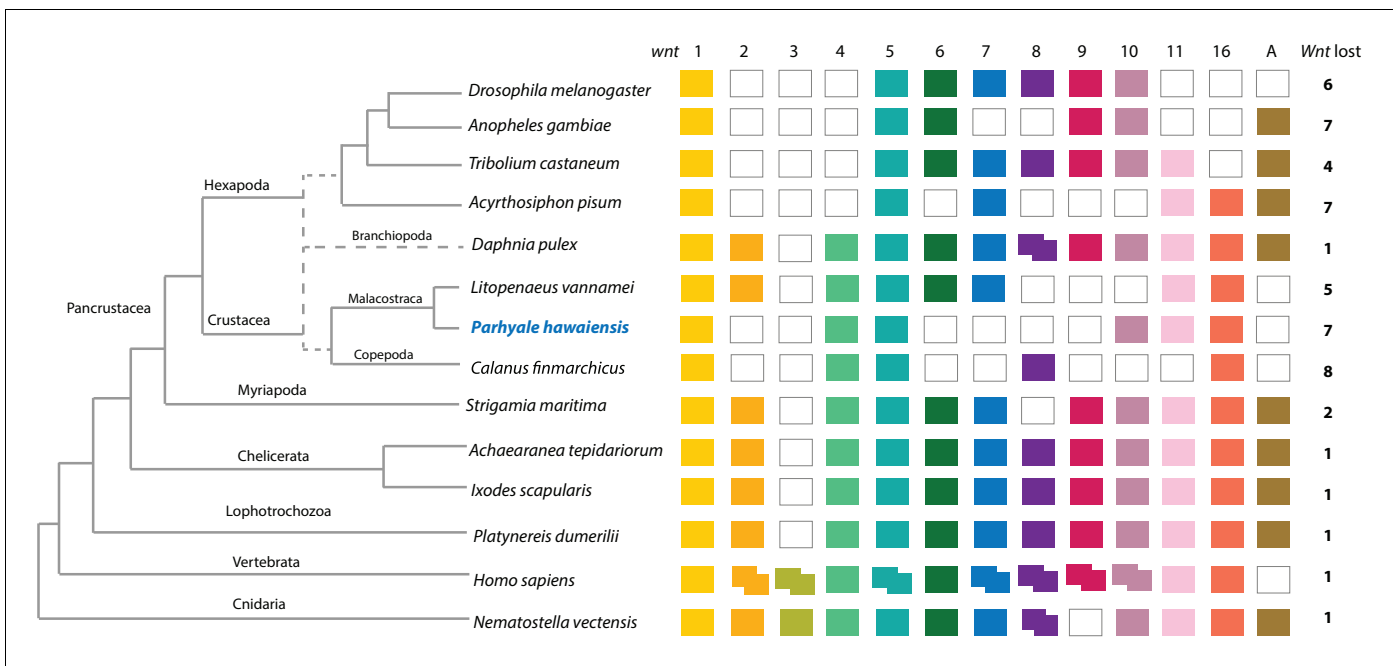 wnt 1 2 3 4 5 6 7 8 9 10 11 16 A Wnt lost
Drosophila melanogaster 6
Anopheles gambiae 7
Tribolium castaneum 4
Hexapoda
Acyrthosiphon pisum 7
Branchiopoda
Daphnia pulex 1
Litopenaeus vannamei 5
Malacostraca
Pancrustacea
Crustacea
Parhyale hawaiensis 7
Copepoda
Calanus finmarchicus 8
Myriapoda
Strigamia maritima 2
Achaearanea tepidariorum 1
Chelicerata
Ixodes scapularis 1
Lophotrochozoa
Platynereis dumerilii 1
Vertebrata
Homo sapiens 1
Cnidaria
Nematostella vectensis 1